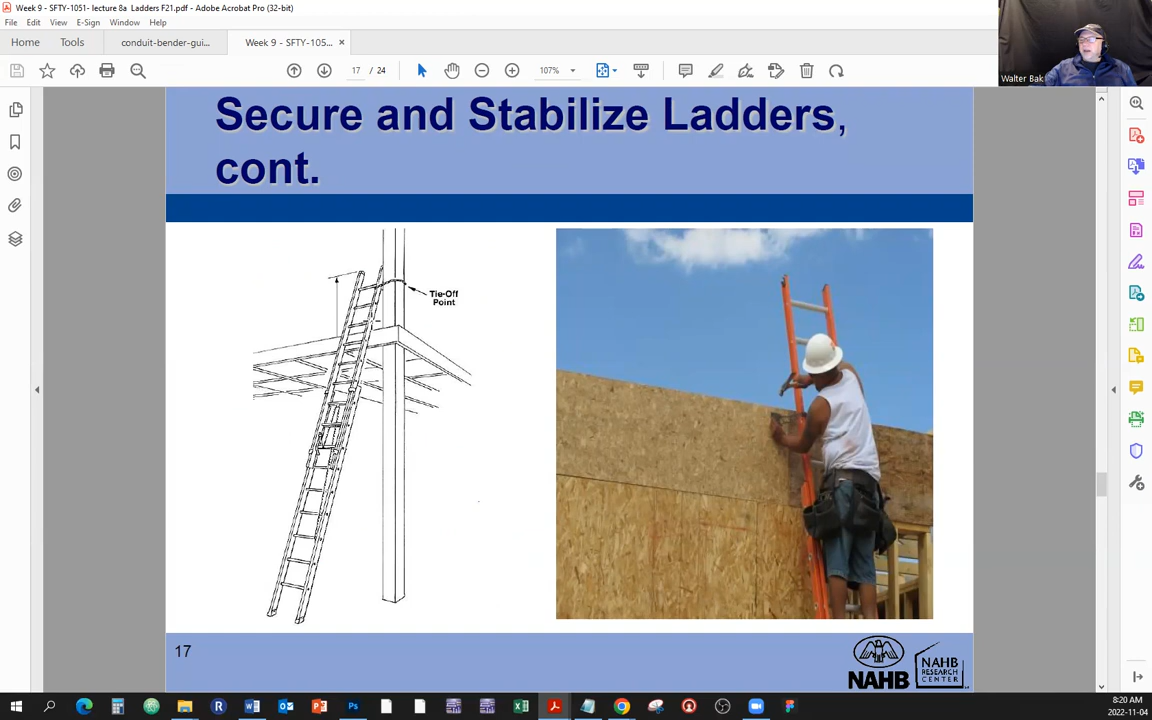 Week 9 - SFTY-1051- lecture 8a  Ladders F21.pdf - Adobe Acrobat Pro (32-bit)
File Edit View E-Sign Window Help
Home Tools conduit-bender-gui... Week 9 - SFTY-105... ×
17 / 24 107%
Walter Bak
Secure and Stabilize Ladders,
cont.
Tie-Off
Point
17
NAHB
NAHB
RESEARCH
CENTER
8:20 AM
2022-11-04